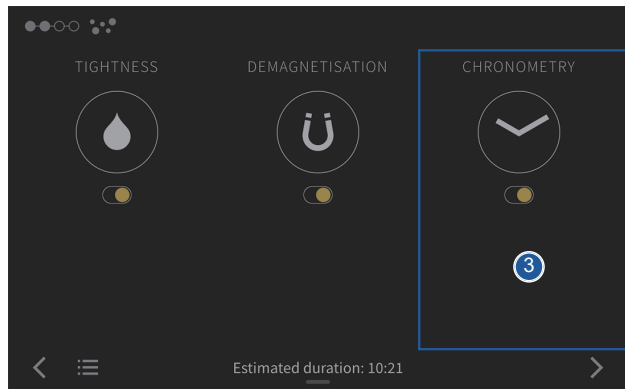 TIGHTNESS
DEMAGNETISATION
CHRONOMETRY
3
Estimated duration: 10:21